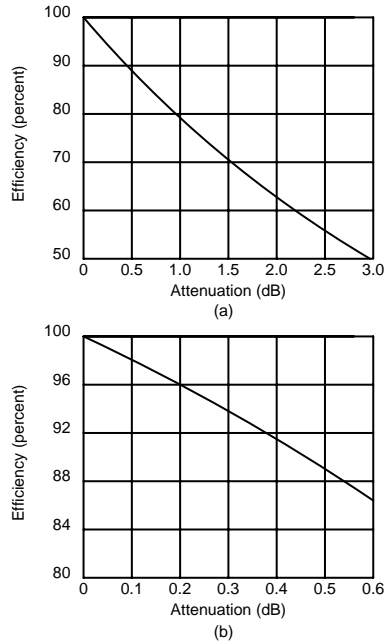 100
90
80
70
60
50
Efficiency (percent)
0 0.5 1.0 1.5 2.0 2.5 3.0
Attenuation (dB)
(a)
100
96
92
88
84
80
Efficiency (percent)
0 0.1 0.2 0.3 0.4 0.5 0.6
Attenuation (dB)
(b)